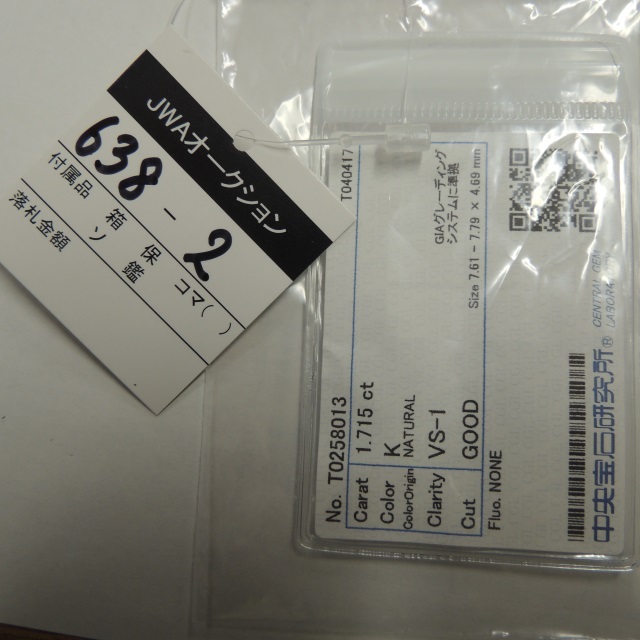 JWAオークション
638-2
付属品 箱 保 コマ( )
ソ 鑑
落札金額
No. T0258013
T040417
Carat 1.715 ct
Color K
ColorOrigin NATURAL
Clarity VS-1
Cut GOOD
Fluo. NONE
GIAグレーディング
システムに準拠
Size 7.61 - 7.79 × 4.69 mm
中央宝石研究所®
CENTRAL GEM